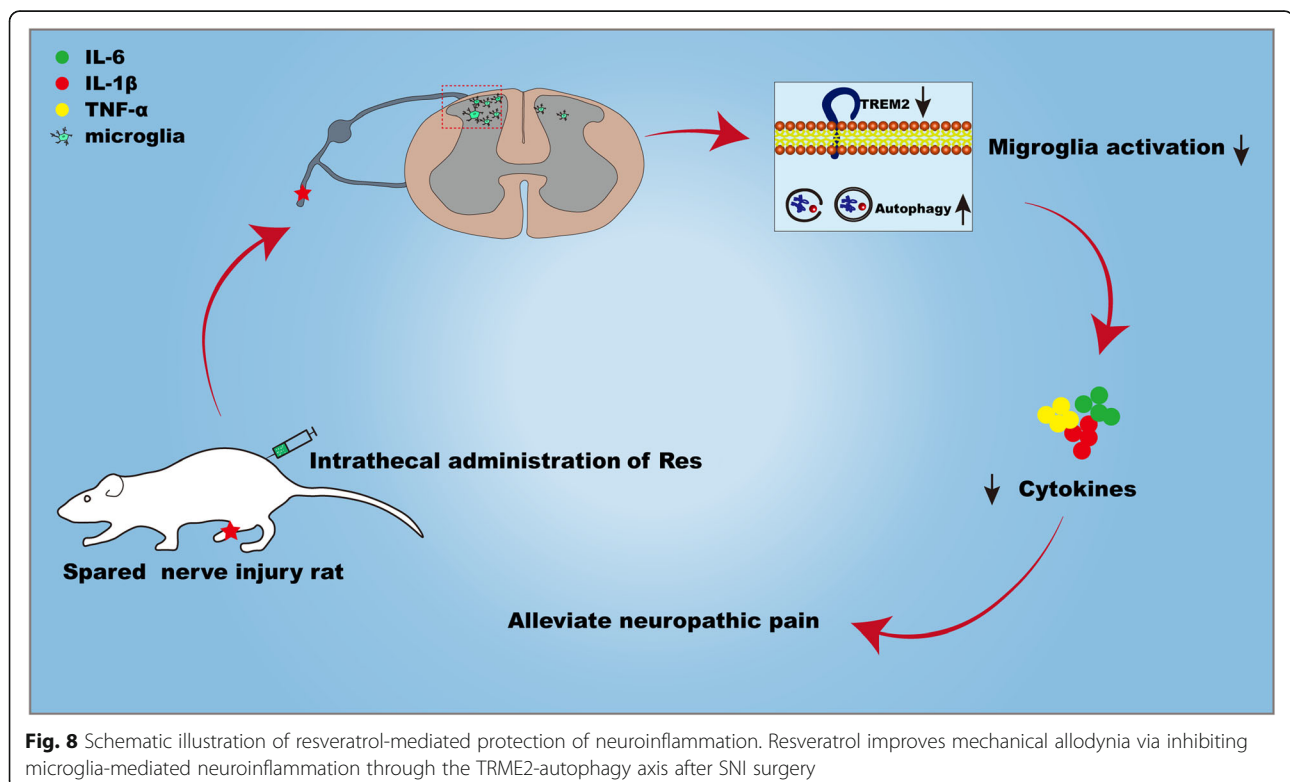 IL-6
IL-1β
TNF-α
microglia
TREM2
Autophagy
Migroglia activation
Cytokines
Alleviate neuropathic pain
Intrathecal administration of Res
Spared nerve injury rat
Fig. 8 Schematic illustration of resveratrol-mediated protection of neuroinflammation. Resveratrol improves mechanical allodynia via inhibiting
microglia-mediated neuroinflammation through the TRME2-autophagy axis after SNI surgery